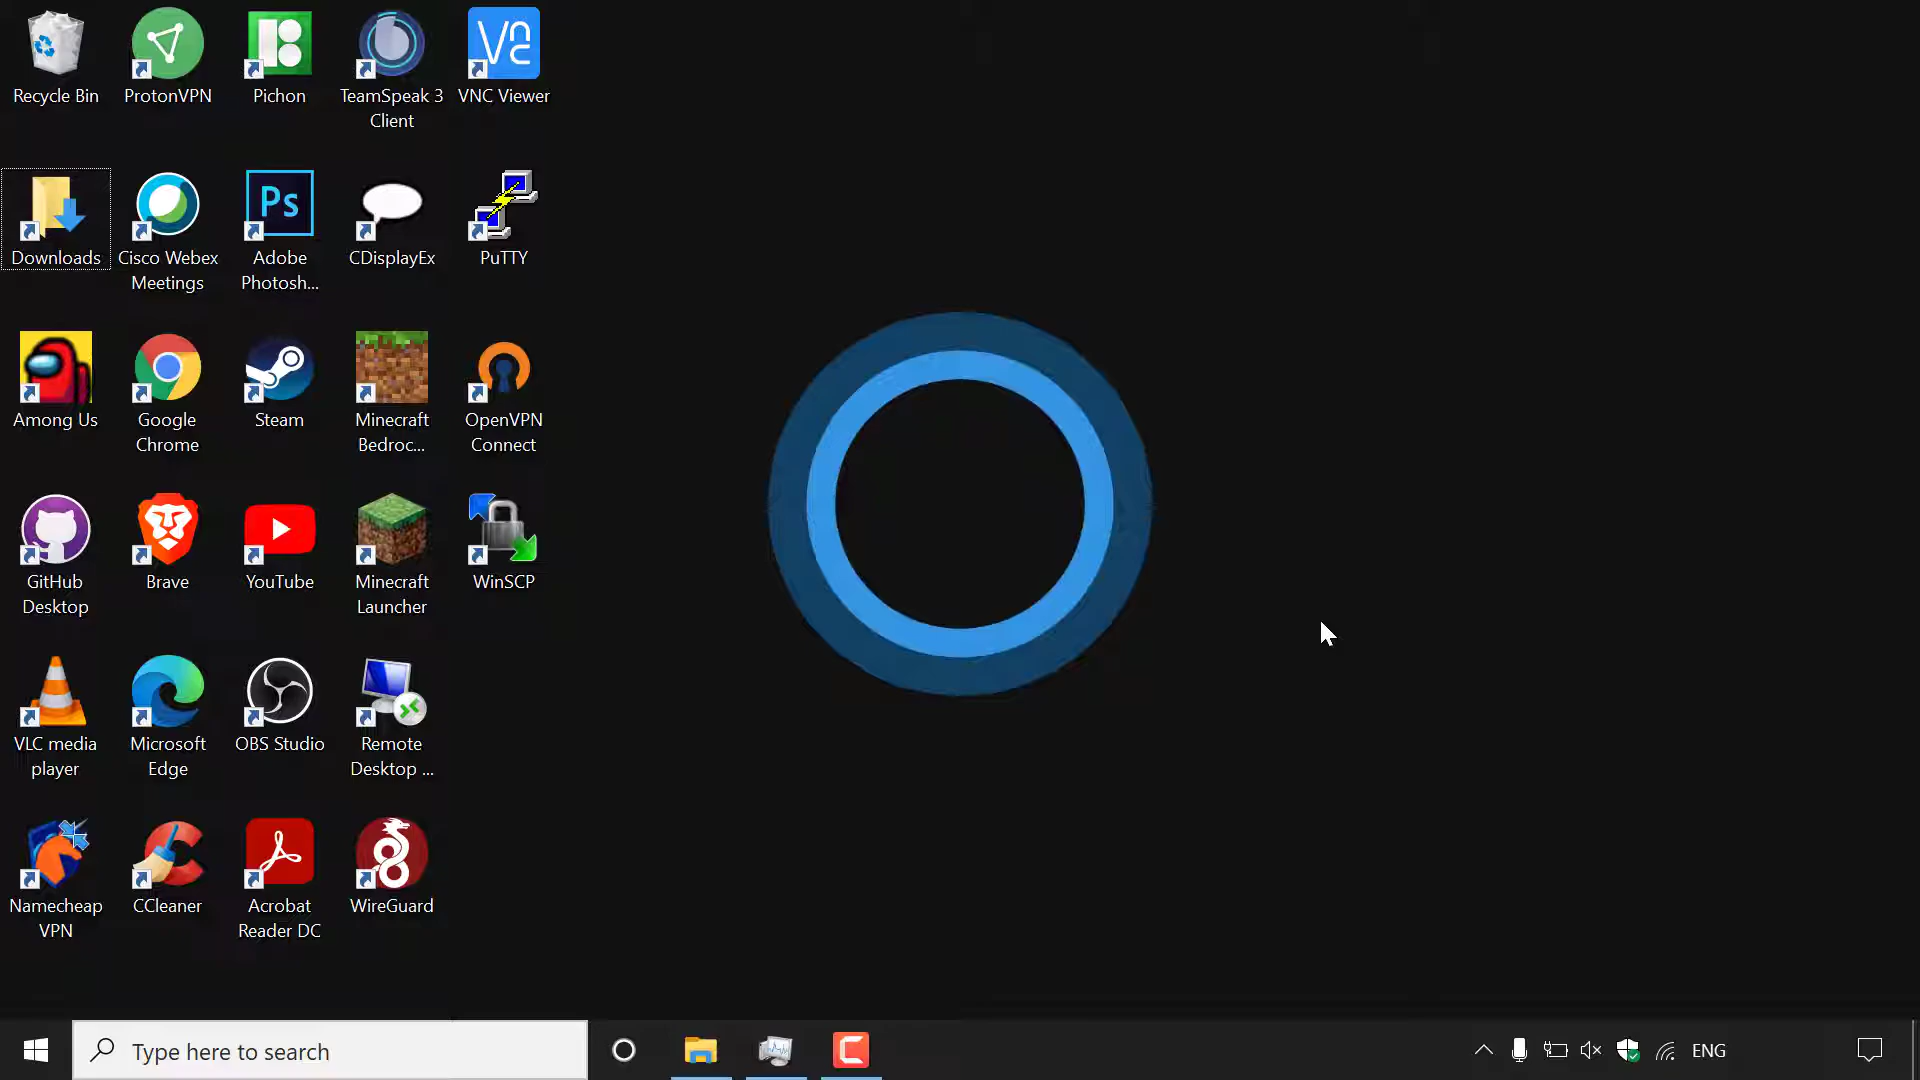 Recycle Bin
ProtonVPN
Pichon
TeamSpeak 3
Client
VNC Viewer
Downloads
Cisco Webex
Meetings
Ps
Adobe
Photosh...
CDisplayEx
PuTTY
Among Us
Google
Chrome
Steam
Minecraft
Bedroc...
OpenVPN
Connect
GitHub
Desktop
Brave
YouTube
Minecraft
Launcher
WinSCP
VLC media
player
Microsoft
Edge
OBS Studio
Remote
Desktop ...
Namecheap
VPN
CCleaner
Acrobat
Reader DC
WireGuard
Type here to search
ENG